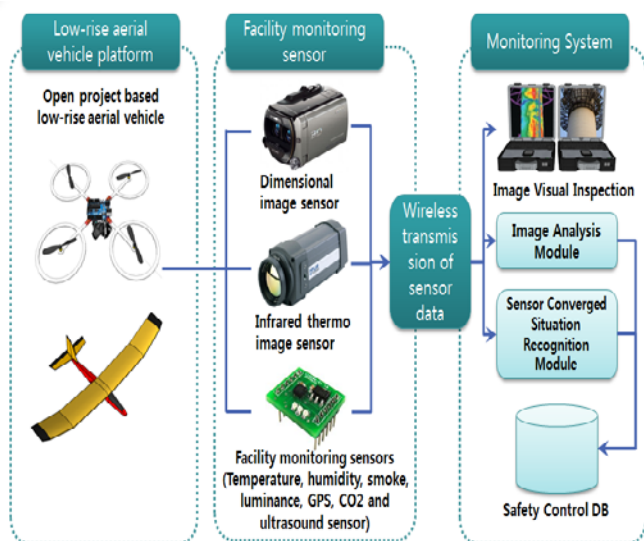 Low-rise aerial
vehicle platform
Open project based
low-rise aerial vehicle
Facility monitoring
sensor
Dimensional
image sensor
Infrared thermo
image sensor
Facility monitoring sensors
(Temperature, humidity, smoke,
luminance, GPS, CO2 and
ultrasound sensor)
Wireless
transmis
sion of
sensor
data
Monitoring System
Image Visual Inspection
Image Analysis
Module
Sensor Converged
Situation
Recognition
Module
Safety Control DB